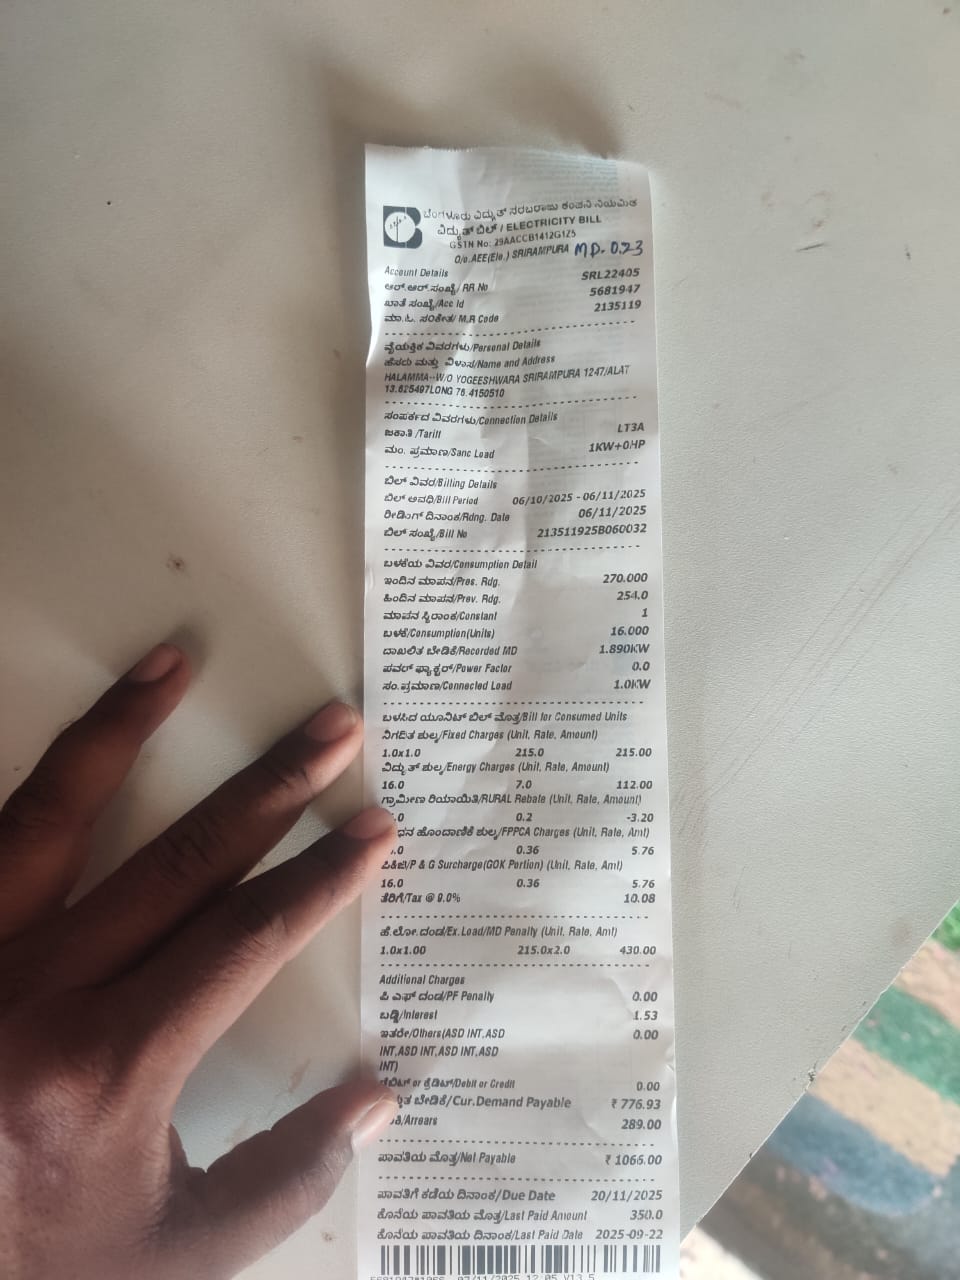 ಬೆಂಗಳೂರು ವಿದ್ಯುತ್ ಸರಬರಾಜು ಕಂಪನಿ ನಿಯಮಿತ
ವಿದ್ಯುತ್ ಬಿಲ್ / ELECTRICITY BILL
GSTN No: 29AACCB1412G1Z5
O/o.AEE(Ele.) SRIRAMPURA MD- 0.23
Account Details
ಆರ್.ಆರ್.ಸಂಖ್ಯೆ/ RR No SRL22405
ಖಾತೆ ಸಂಖ್ಯೆ/Acc Id 5681947
ಮಾ.ಓ. ಸಂಕೇತ/ M.R Code 2135119
ವೈಯಕ್ತಿಕ ವಿವರಗಳು/Personal Details
ಹೆಸರು ಮತ್ತು ವಿಳಾಸ/Name and Address
HALAMMA--W/O YOGEESHWARA SRIRAMPURA 1247/ALAT
13.625497LONG 76.4150510
ಸಂಪರ್ಕದ ವಿವರಗಳು/Connection Details
ಜಕಾತಿ /Tariff LT3A
ಮಂ. ಪ್ರಮಾಣ/Sanc Load 1KW+0HP
ಬಿಲ್ ವಿವರ/Billing Details
ಬಿಲ್ ಅವಧಿ/Bill Period 06/10/2025 - 06/11/2025
ರೀಡಿಂಗ್ ದಿನಾಂಕ/Rdng. Date 06/11/2025
ಬಿಲ್ ಸಂಖ್ಯೆ/Bill No 213511925B060032
ಬಳಕೆಯ ವಿವರ/Consumption Detail
ಇಂದಿನ ಮಾಪನ/Pres. Rdg. 270.000
ಹಿಂದಿನ ಮಾಪನ/Prev. Rdg. 254.0
ಮಾಪನ ಸ್ಥಿರಾಂಕ/Constant 1
ಬಳಕೆ/Consumption(Units) 16.000
ದಾಖಲಿತ ಬೇಡಿಕೆ/Recorded MD 1.890KW
ಪವರ್ ಫ್ಯಾಕ್ಟರ್/Power Factor 0.0
ಸಂ.ಪ್ರಮಾಣ/Connected Load 1.0KW
ಬಳಸಿದ ಯೂನಿಟ್ ಬಿಲ್ ಮೊತ್ತ/Bill for Consumed Units
ನಿಗದಿತ ಶುಲ್ಕ/Fixed Charges (Unit, Rate, Amount)
1.0x1.0 215.0 215.00
ವಿದ್ಯುತ್ ಶುಲ್ಕ/Energy Charges (Unit, Rate, Amount)
16.0 7.0 112.00
ಗ್ರಾಮೀಣ ರಿಯಾಯಿತಿ/RURAL Rebate (Unit, Rate, Amount)
.0 0.2 -3.20
ಧನ ಹೊಂದಾಣಿಕೆ ಶುಲ್ಕ/FPPCA Charges (Unit, Rate, Amt)
.0 0.36 5.76
ಪಿ&ಜಿ/P & G Surcharge(GOK Portion) (Unit, Rate, Amt)
16.0 0.36 5.76
ತೆರಿಗೆ/Tax @ 9.0% 10.08
ಹೆ.ಲೋ.ದಂಡ/Ex.Load/MD Penalty (Unit, Rate, Amt)
1.0x1.00 215.0x2.0 430.00
Additional Charges
ಪಿ ಎಫ್ ದಂಡ/PF Penalty 0.00
ಬಡ್ಡಿ/Interest 1.53
ಇತರೇ/Others(ASD INT,ASD 0.00
INT,ASD INT,ASD INT,ASD
INT)
ಡೆಬಿಟ್ or ಕ್ರೆಡಿಟ್/Debit or Credit 0.00
ಬೇಡಿಕೆ/Cur.Demand Payable ₹ 776.93
/Arrears 289.00
ಪಾವತಿಯ ಮೊತ್ತ/Net Payable ₹ 1066.00
ಪಾವತಿಗೆ ಕಡೆಯ ದಿನಾಂಕ/Due Date 20/11/2025
ಕೊನೆಯ ಪಾವತಿಯ ಮೊತ್ತ/Last Paid Amount 350.0
ಕೊನೆಯ ಪಾವತಿಯ ದಿನಾಂಕ/Last Paid Date 2025-09-22